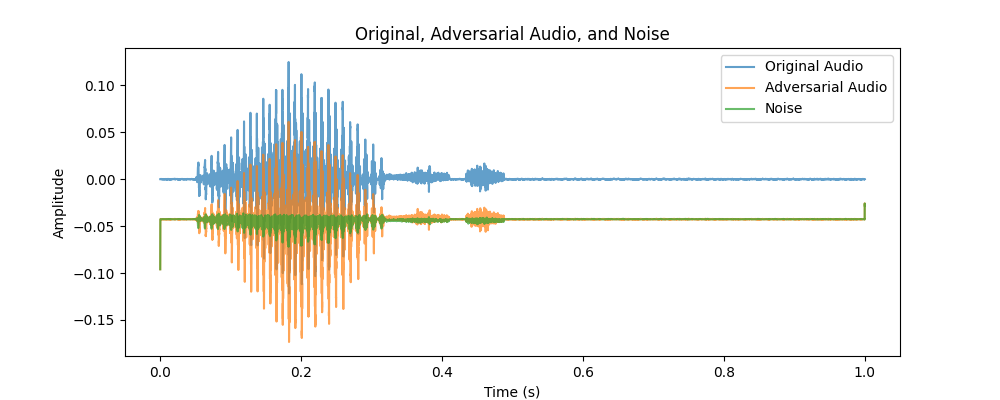 Original, Adversarial Audio, and Noise
Original Audio
Adversarial Audio
Noise
Amplitude
0.10
0.05
0.00
−0.05
−0.10
−0.15
0.0 0.2 0.4 0.6 0.8 1.0
Time (s)